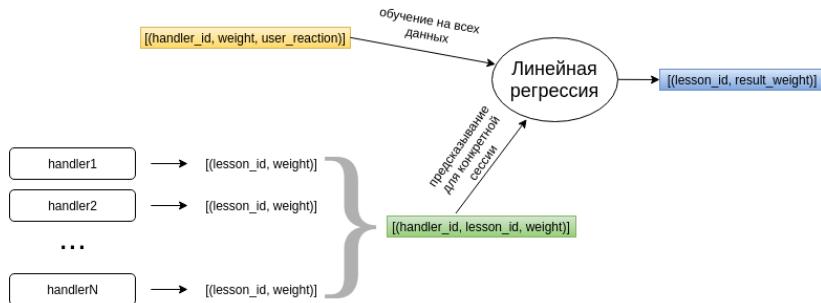 обучение на всех
данных
[(handler_id, weight, user_reaction)]
Линейная
регрессия
[(lesson_id, result_weight)]
предсказывание
для конкретной
сессии
handler1
[(lesson_id, weight)]
handler2
[(lesson_id, weight)]
...
[(handler_id, lesson_id, weight)]
handlerN
[(lesson_id, weight)]